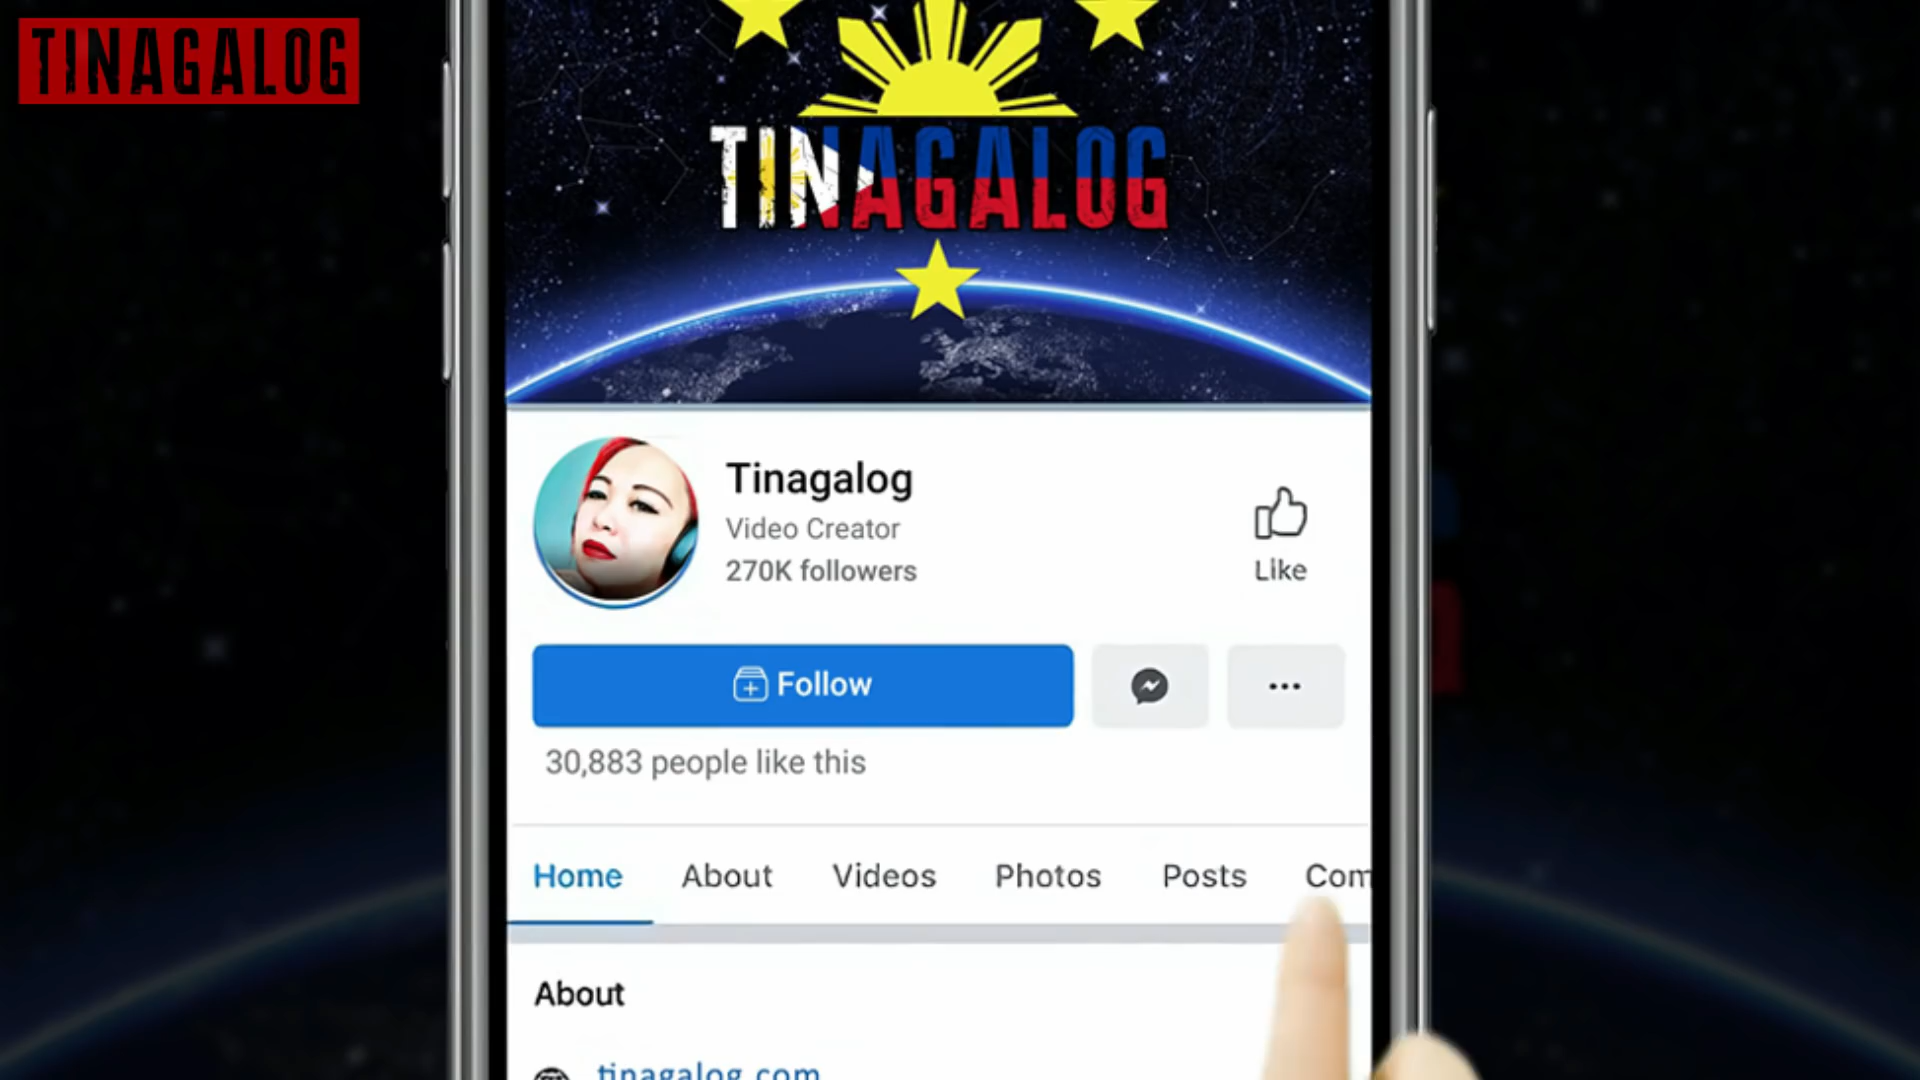 TINAGALOG
TINAGALOG
Tinagalog
Video Creator
270K followers
Like
Follow
30,883 people like this
Home About Videos Photos Posts Com
About
tinagalog.com